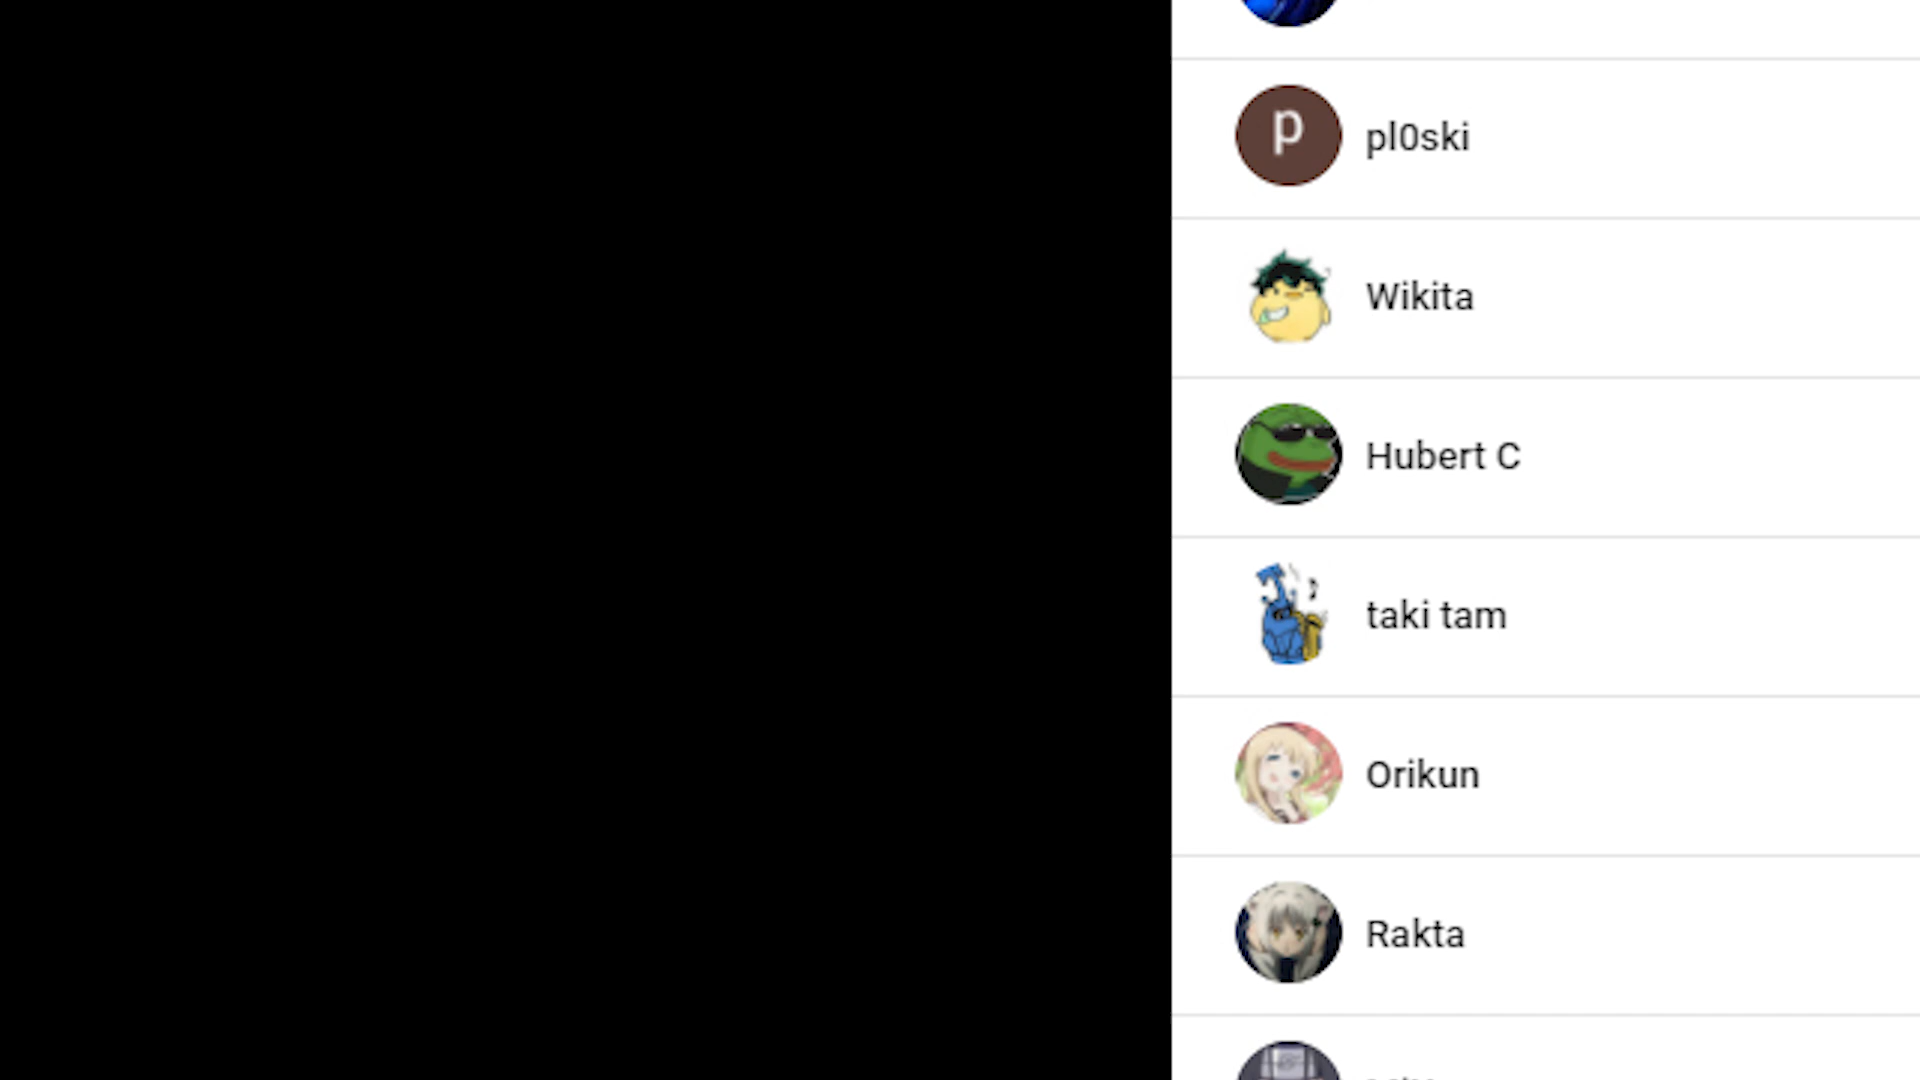 p
pl0ski
Wikita
Hubert C
taki tam
Orikun
Rakta